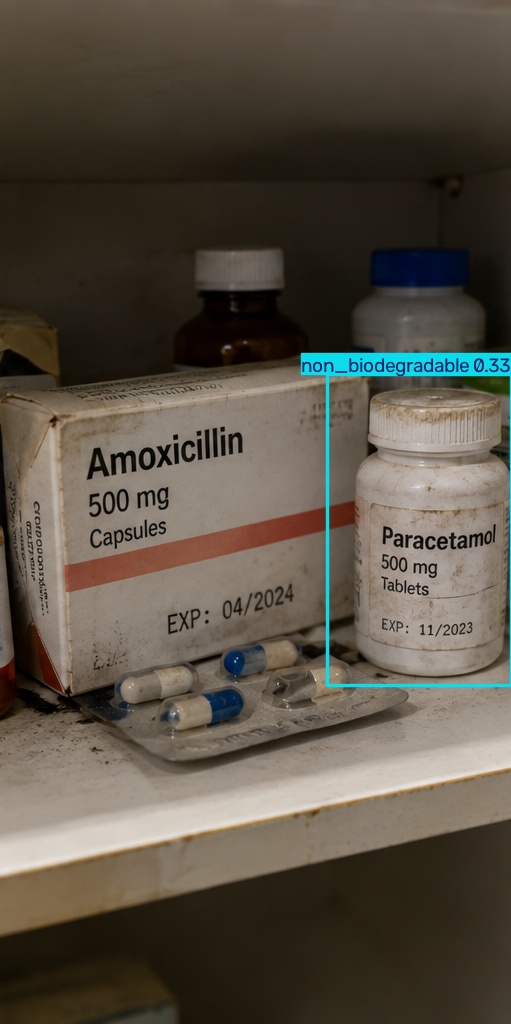 non_biodegradable 0.33
Amoxicillin
500 mg
Capsules
EXP: 04/2024
Paracetamol
500 mg
Tablets
EXP: 11/2023